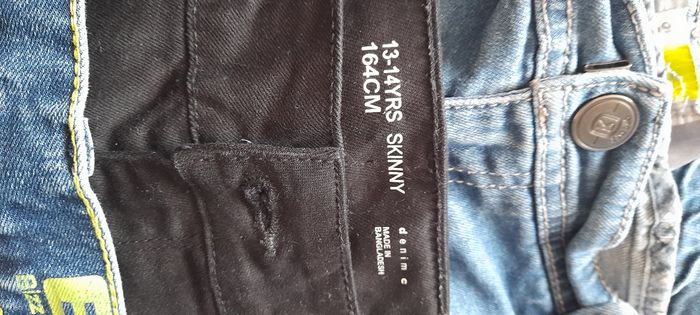 13-14YRS SKINNY
164CM
denim c
MADE IN
BANGLADESH